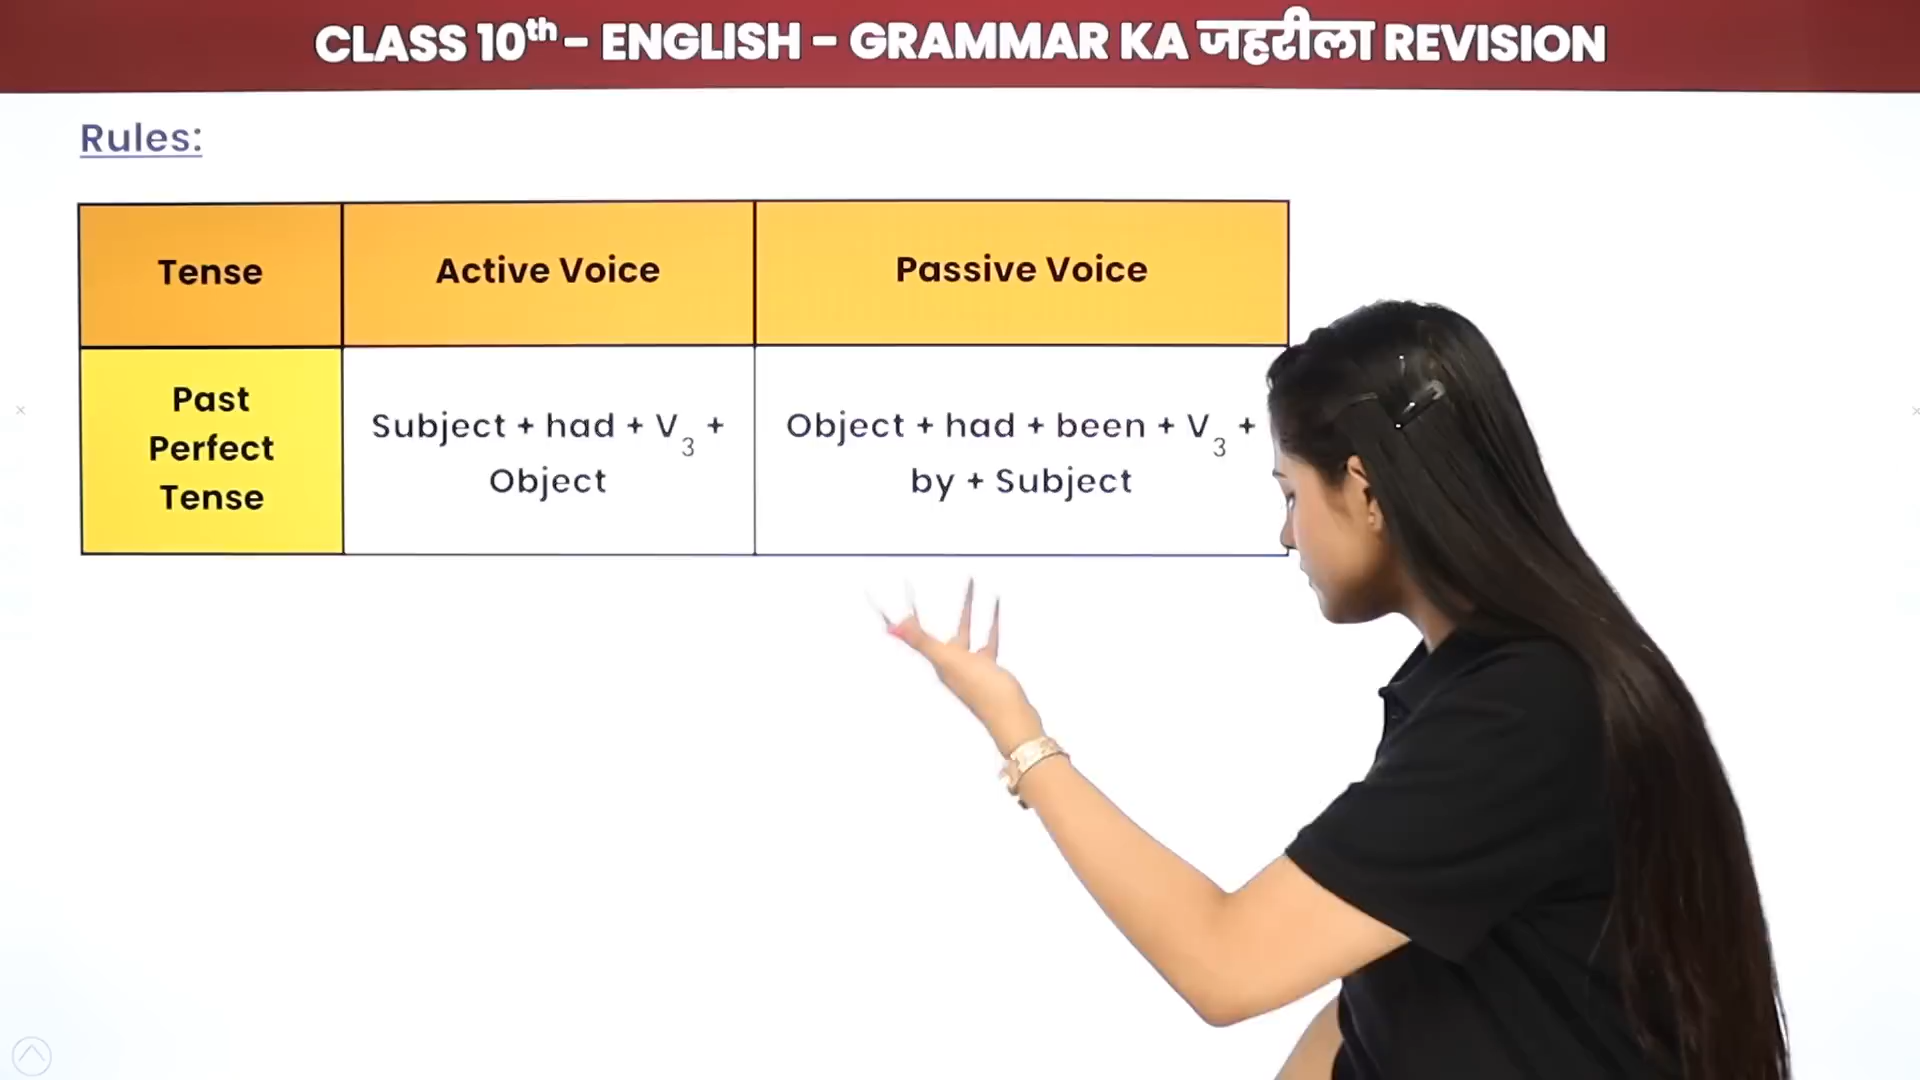 CLASS 10th - ENGLISH - GRAMMAR KA जहरीला REVISION
Rules:
Tense
Active Voice
Passive Voice
Past
Perfect
Tense
Subject + had + V3 +
Object
Object + had + been + V3 +
by + Subject